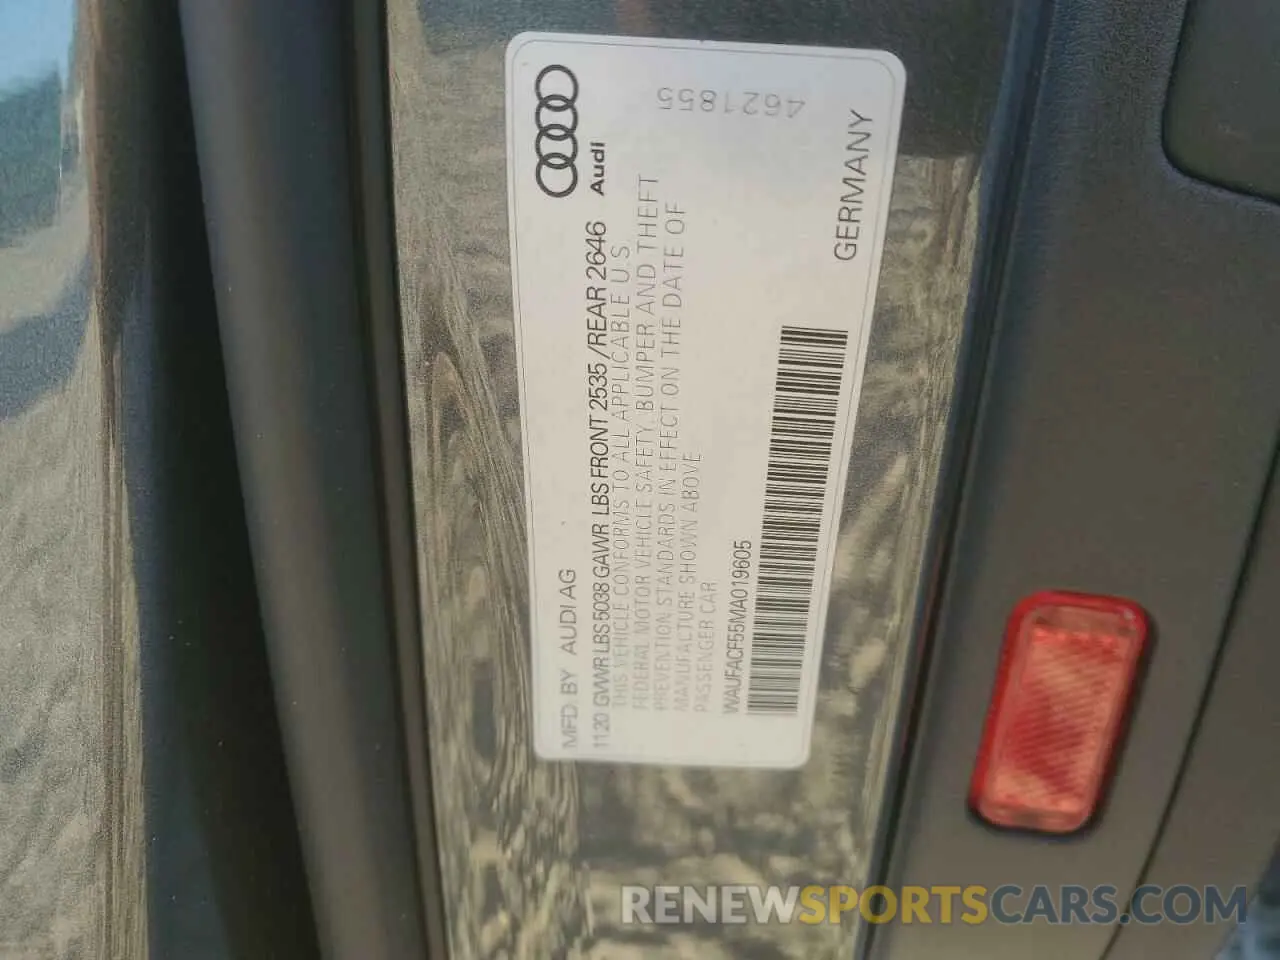 Audi
4621855
MFD. BY AUDI AG
11.20 GVWR LBS 5038 GAWR LBS FRONT 2535 / REAR 2646
THIS VEHICLE CONFORMS TO ALL APPLICABLE U S
FEDERAL MOTOR VEHICLE SAFETY, BUMPER AND THEFT
PREVENTION STANDARDS IN EFFECT ON THE DATE OF
MANUFALTURE SHOWN ABOVE
PASSENGER CAR
WAUFACF55MA019605
GERMANY
RENEWSPORTSCARS.COM